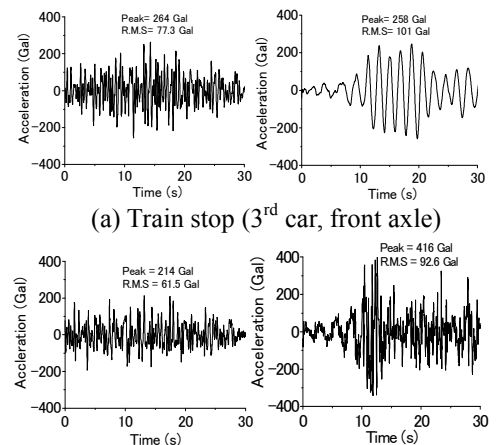 Peak= 264 Gal
R.M.S= 77.3 Gal
400
200
0
−200
−400
Acceleration (Gal)
0 10 20 30
Time (s)
Peak= 258 Gal
R.M.S= 101 Gal
400
200
0
−200
−400
Acceleration (Gal)
0 10 20 30
Time (s)
(a) Train stop (3rd car, front axle)
Peak = 214 Gal
R.M.S = 61.5 Gal
400
200
0
−200
−400
Accleration (Gal)
0 10 20 30
Time (s)
Peak = 416 Gal
R.M.S = 92.6 Gal
400
200
0
−200
−400
Acceleration (Gal)
0 10 20 30
Time (s)